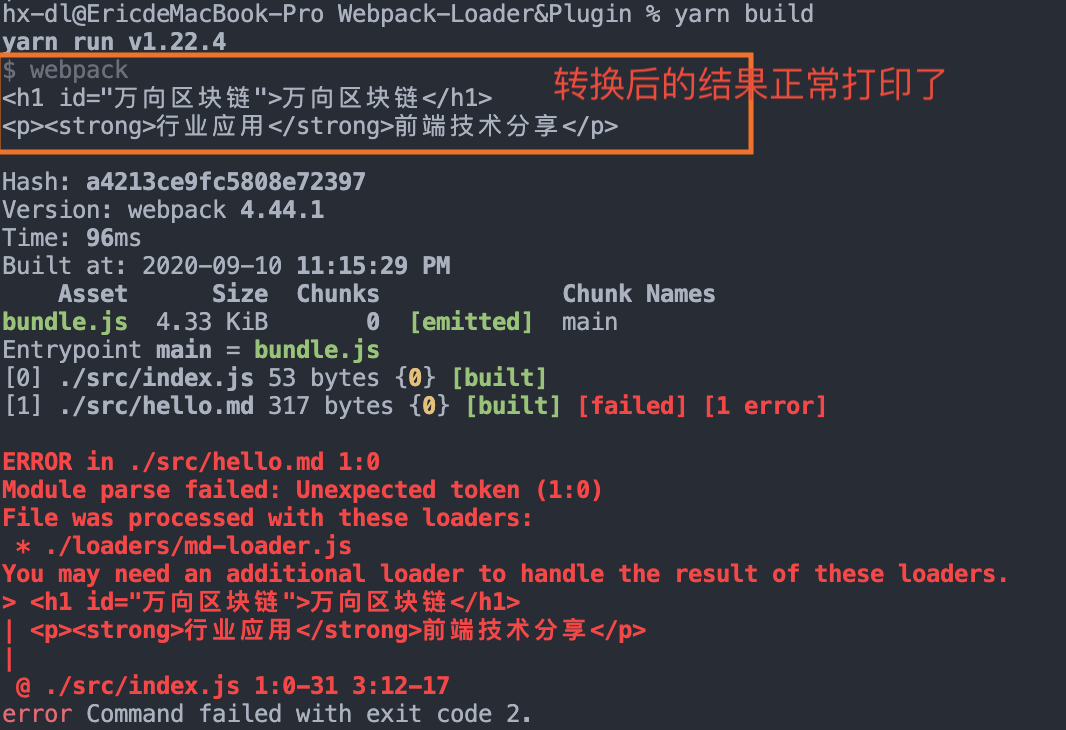 hx-dl@EricdeMacBook-Pro Webpack-Loader&Plugin % yarn build
yarn run v1.22.4
$ webpack
转换后的结果正常打印了
<h1 id="万向区块链">万向区块链</h1>
<p><strong>行业应用</strong>前端技术分享</p>
Hash: a4213ce9fc5808e72397
Version: webpack 4.44.1
Time: 96ms
Built at: 2020-09-10 11:15:29 PM
Asset Size Chunks Chunk Names
bundle.js 4.33 KiB 0 [emitted] main
Entrypoint main = bundle.js
[0] ./src/index.js 53 bytes {0} [built]
[1] ./src/hello.md 317 bytes {0} [built] [failed] [1 error]
ERROR in ./src/hello.md 1:0
Module parse failed: Unexpected token (1:0)
File was processed with these loaders:
* ./loaders/md-loader.js
You may need an additional loader to handle the result of these loaders.
> <h1 id="万向区块链">万向区块链</h1>
| <p><strong>行业应用</strong>前端技术分享</p>
|
@ ./src/index.js 1:0-31 3:12-17
error Command failed with exit code 2.